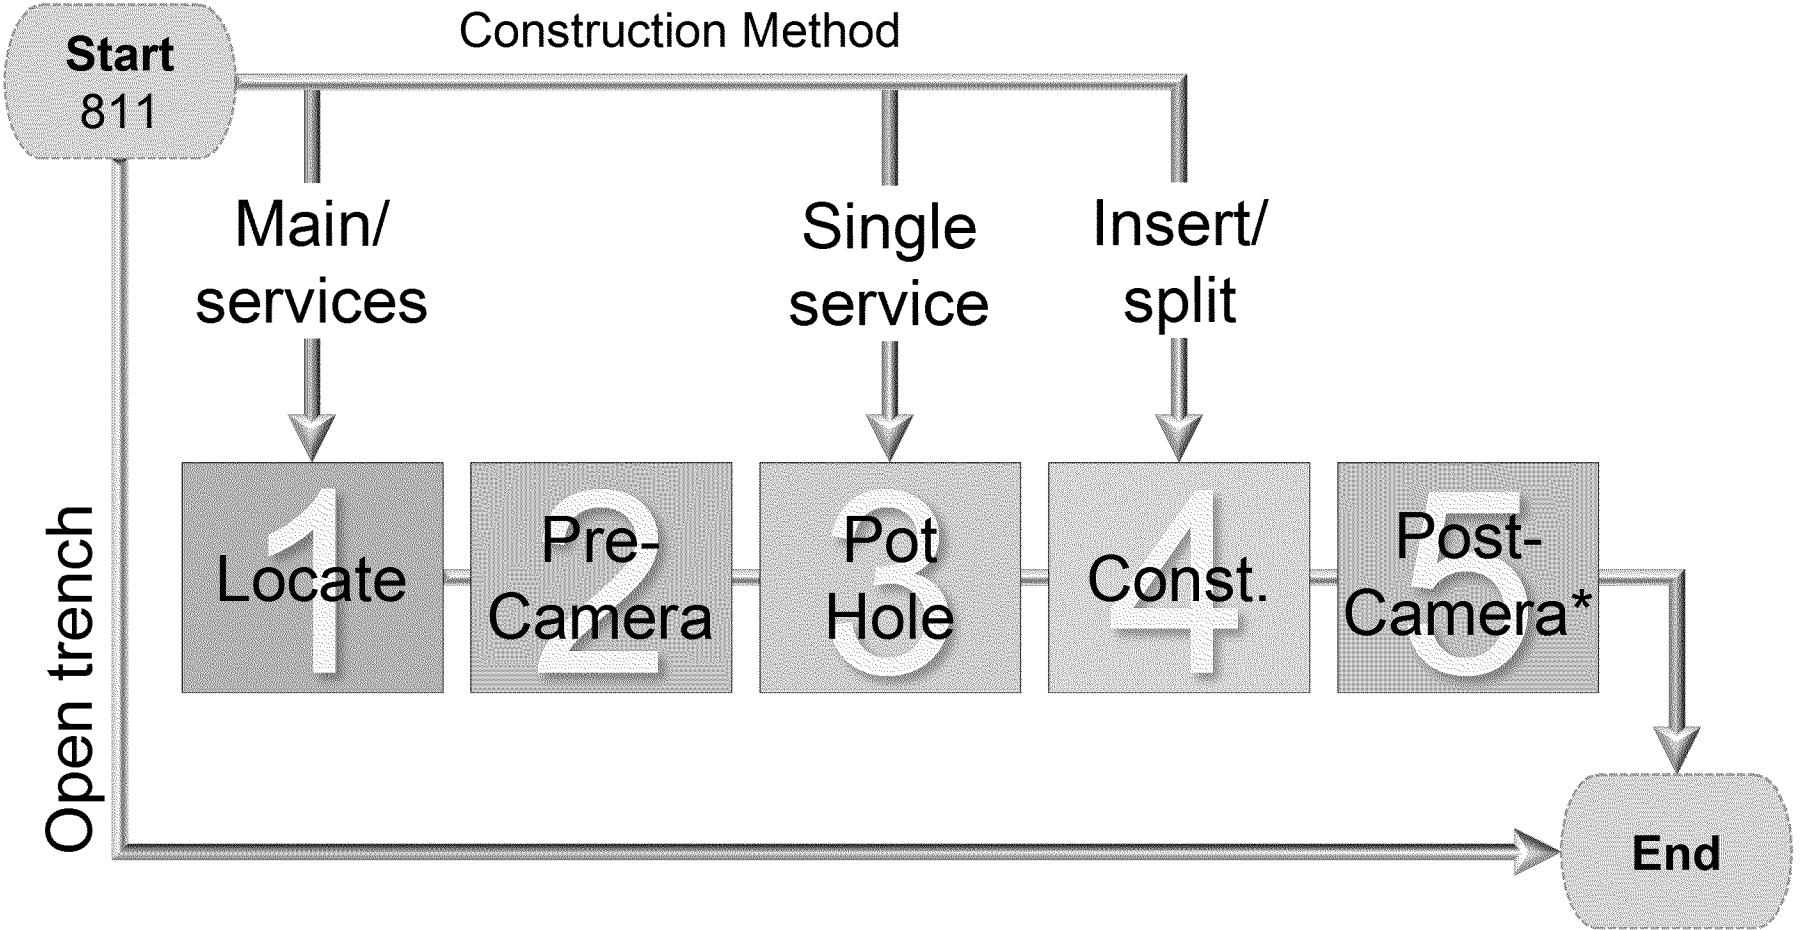 Construction Method
Start
811
Main/
services
Single
service
Insert/
split
Open trench
1
Locate
2
Pre-
Camera
3
Pot
Hole
4
Const.
5
Post-
Camera*
End